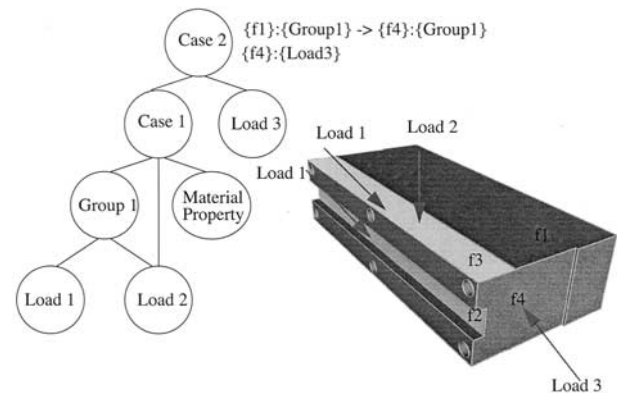 Case 2
{f1}:{Group1} -> {f4}:{Group1}
{f4}:{Load3}
Case 1
Load 3
Group 1
Material
Property
Load 1
Load 2
Load 1
Load 2
Load 1
f1
f3
f4
f2
Load 3